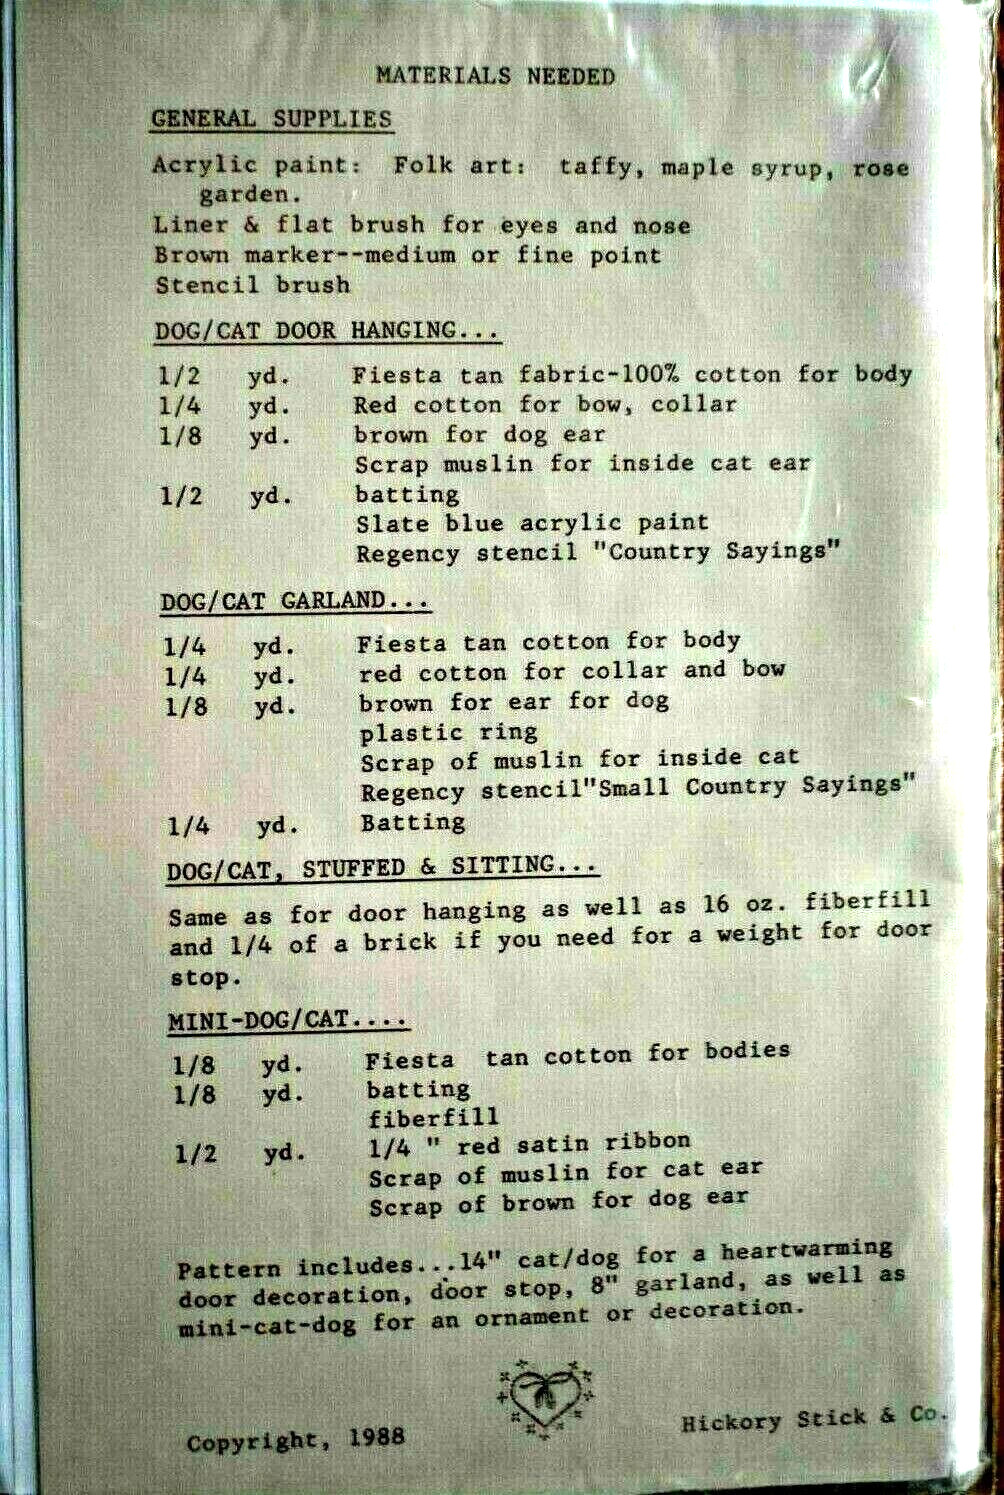 MATERIALS NEEDED
GENERAL SUPPLIES
Acrylic paint: Folk art: taffy, maple syrup, rose
garden.
Liner & flat brush for eyes and nose
Brown marker--medium or fine point
Stencil brush
DOG/CAT DOOR HANGING...
1/2 yd. Fiesta tan fabric-100% cotton for body
1/4 yd. Red cotton for bow, collar
1/8 yd. brown for dog ear
Scrap muslin for inside cat ear
1/2 yd. batting
Slate blue acrylic paint
Regency stencil "Country Sayings"
DOG/CAT GARLAND...
1/4 yd. Fiesta tan cotton for body
1/4 yd. red cotton for collar and bow
1/8 yd. brown for ear for dog
plastic ring
Scrap of muslin for inside cat
Regency stencil"Small Country Sayings"
1/4 yd. Batting
DOG/CAT, STUFFED & SITTING...
Same as for door hanging as well as 16 oz. fiberfill
and 1/4 of a brick if you need for a weight for door
stop.
MINI-DOG/CAT....
1/8 yd. Fiesta tan cotton for bodies
1/8 yd. batting
fiberfill
1/2 yd. 1/4 " red satin ribbon
Scrap of muslin for cat ear
Scrap of brown for dog ear
Pattern includes...14" cat/dog for a heartwarming
door decoration, door stop, 8" garland, as well as
mini-cat-dog for an ornament or decoration.
Copyright, 1988 Hickory Stick & Co.